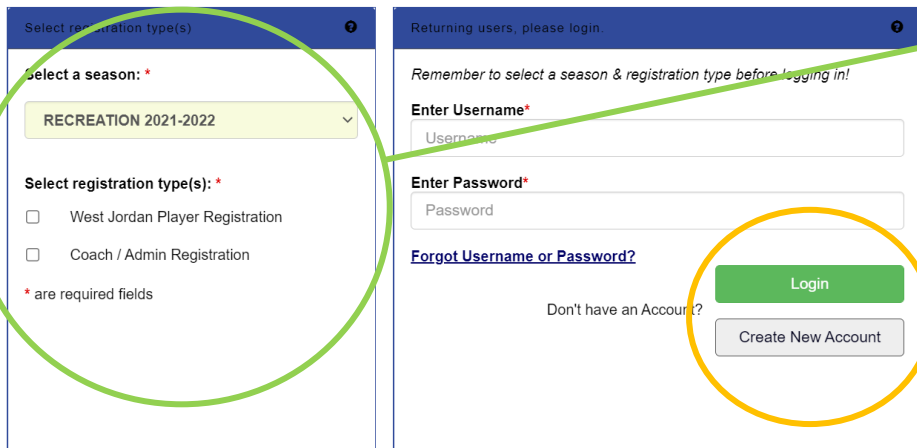 Select registration type(s)
Select a season: *
RECREATION 2021-2022
Select registration type(s): *
West Jordan Player Registration
Coach / Admin Registration
* are required fields
Returning users, please login.
Remember to select a season & registration type before logging in!
Enter Username*
Username
Enter Password*
Password
Forgot Username or Password?
Login
Don't have an Account?
Create New Account